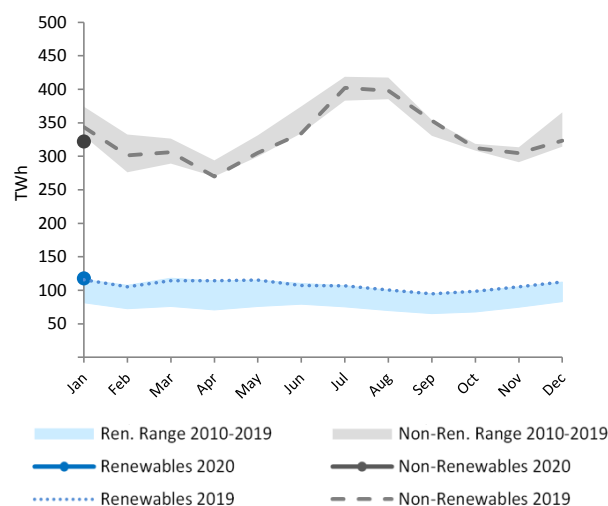 500
450
400
350
300
250
200
150
100
50
TWh
Jan Feb Mar Apr May Jun Jul Aug Sep Oct Nov Dec
Ren. Range 2010-2019 Non-Ren. Range 2010-2019
Renewables 2020 Non-Renewables 2020
Renewables 2019 Non-Renewables 2019